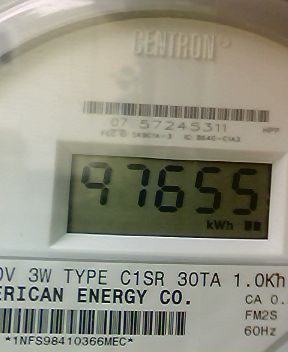 CENTRON®
07 57245311
97655
kWh
0V 3W TYPE C1SR 30TA 1.0Kh
ERICAN ENERGY CO.
CA 0.
FM2S
60Hz
*1NFS98410366MEC*